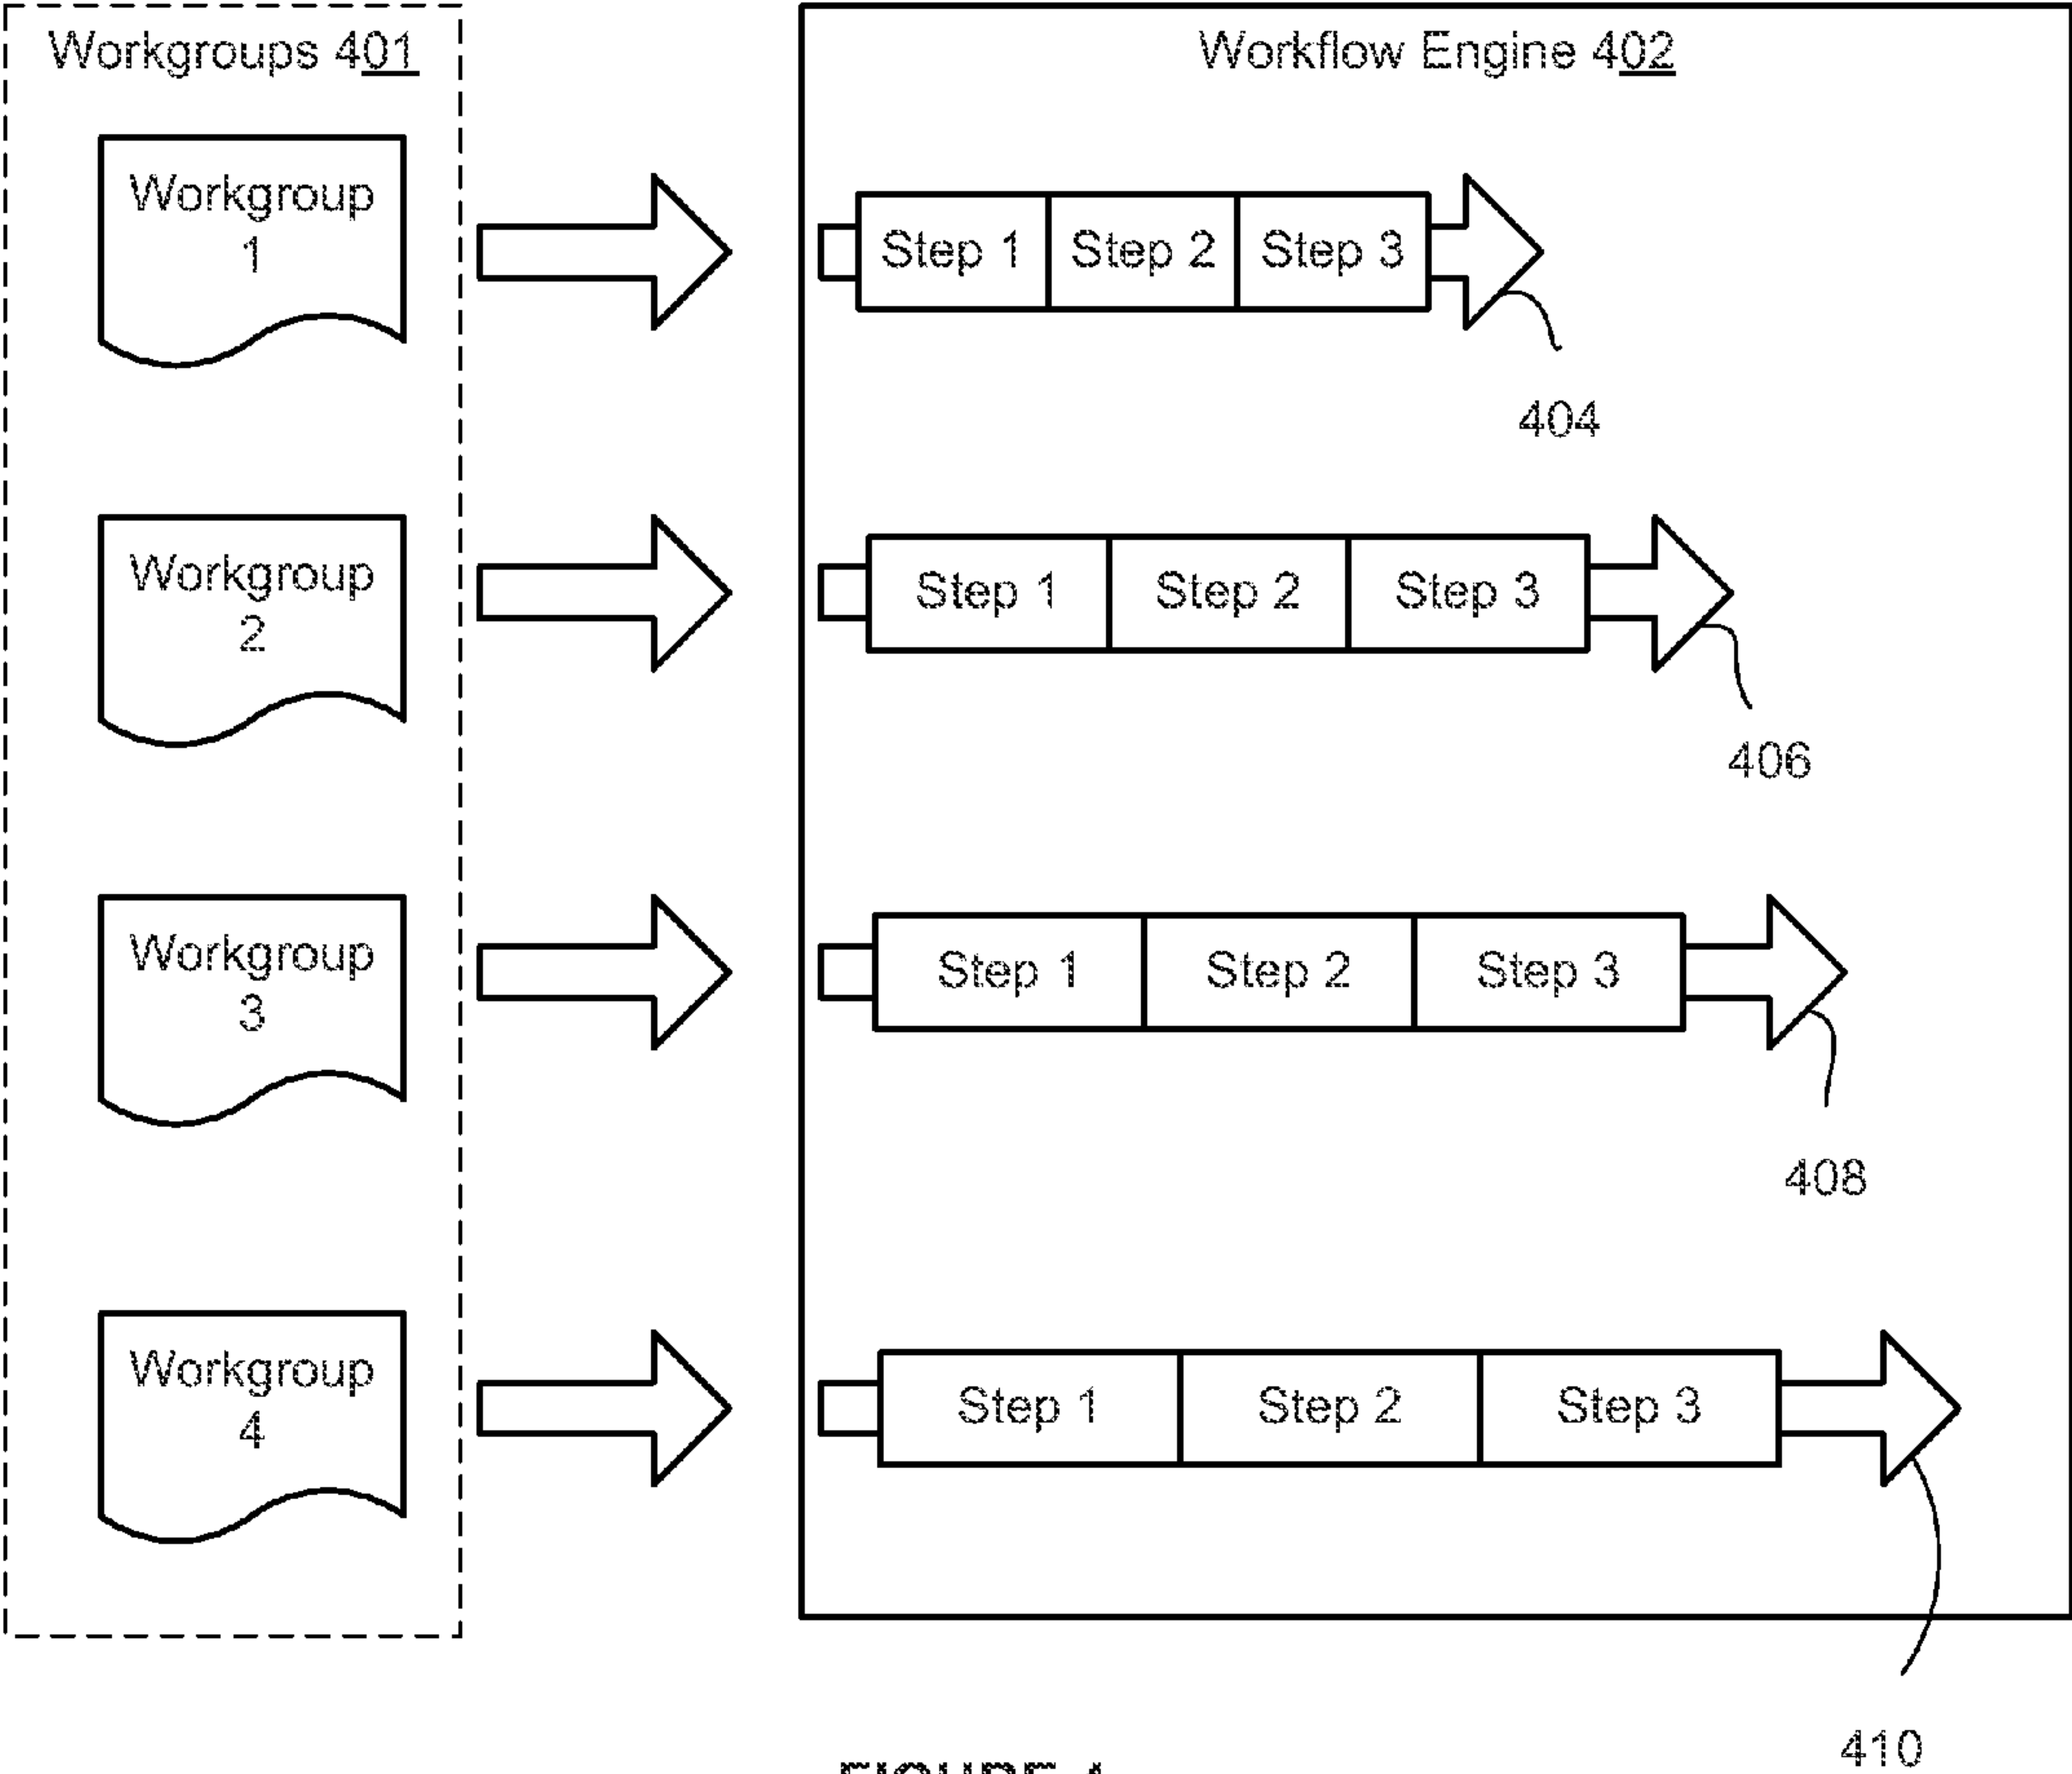 Workgroups 401
Workflow Engine 402
Workgroup
1
Step 1
Step 2
Step 3
404
Workgroup
2
Step 1
Step 2
Step 3
406
Workgroup
3
Step 1
Step 2
Step 3
408
Workgroup
4
Step 1
Step 2
Step 3
410